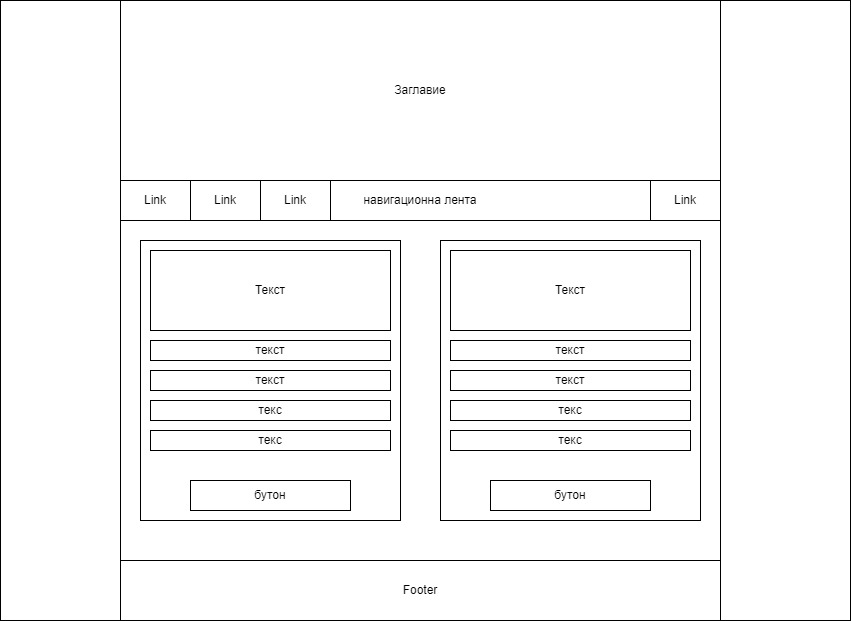 Заглавие
Link
Link
Link
навигационна лента
Link
Текст
текст
текст
текс
текс
бутон
Текст
текст
текст
текс
текс
бутон
Footer